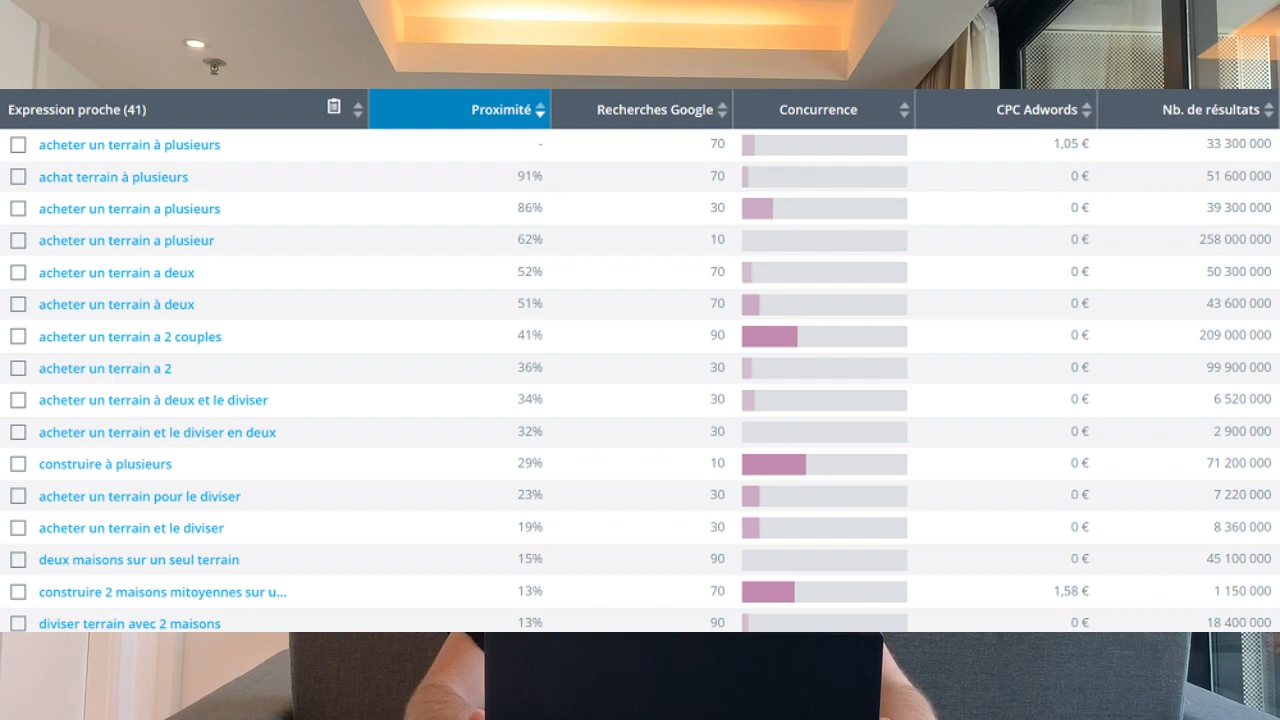 Expression proche (41) Proximité Recherches Google Concurrence CPC Adwords Nb. de résultats
acheter un terrain à plusieurs - 70 1,05 € 33 300 000
achat terrain à plusieurs 91% 70 0 € 51 600 000
acheter un terrain a plusieurs 86% 30 0 € 39 300 000
acheter un terrain a plusieur 62% 10 0 € 258 000 000
acheter un terrain a deux 52% 70 0 € 50 300 000
acheter un terrain à deux 51% 70 0 € 43 600 000
acheter un terrain a 2 couples 41% 90 0 € 209 000 000
acheter un terrain a 2 36% 30 0 € 99 900 000
acheter un terrain à deux et le diviser 34% 30 0 € 6 520 000
acheter un terrain et le diviser en deux 32% 30 0 € 2 900 000
construire à plusieurs 29% 10 0 € 71 200 000
acheter un terrain pour le diviser 23% 30 0 € 7 220 000
acheter un terrain et le diviser 19% 30 0 € 8 360 000
deux maisons sur un seul terrain 15% 90 0 € 45 100 000
construire 2 maisons mitoyennes sur u... 13% 70 1,58 € 1 150 000
diviser terrain avec 2 maisons 13% 90 0 € 18 400 000